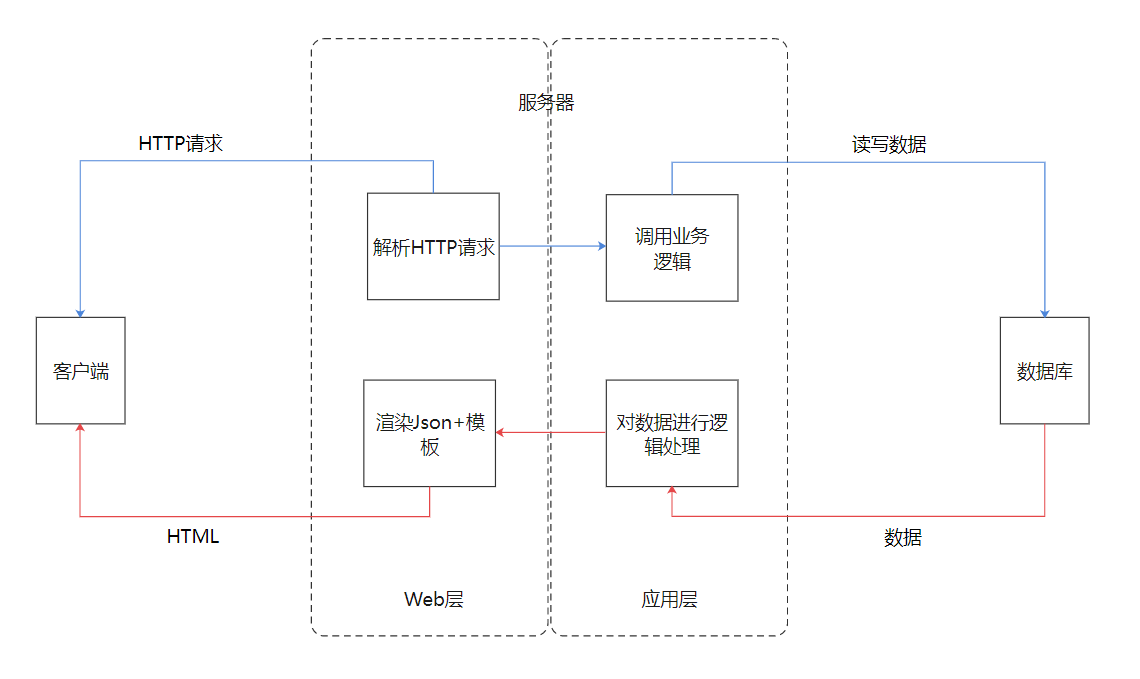 服务器
HTTP请求
读写数据
解析HTTP请求
调用业务
逻辑
客户端
数据库
渲染Json+模
板
对数据进行逻
辑处理
HTML
数据
Web层
应用层